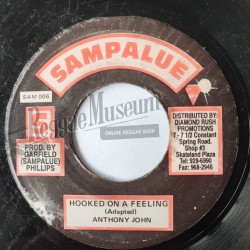 SAMPALUE
SAM 006
Reggae Museum
ONLINE REGGAE SHOP
PROD. BY
GARFIELD
(SAMPALUE)
PHILLIPS
DISTRIBUTED BY:
DIAMOND RUSH
PROMOTIONS
Y - 7 1/2 Constant
Spring Road.
Shop #3
Skateland Plaza
Tel: 929-6990
Fax: 968-2946
HOOKED ON A FEELING
(Adapted)
ANTHONY JOHN